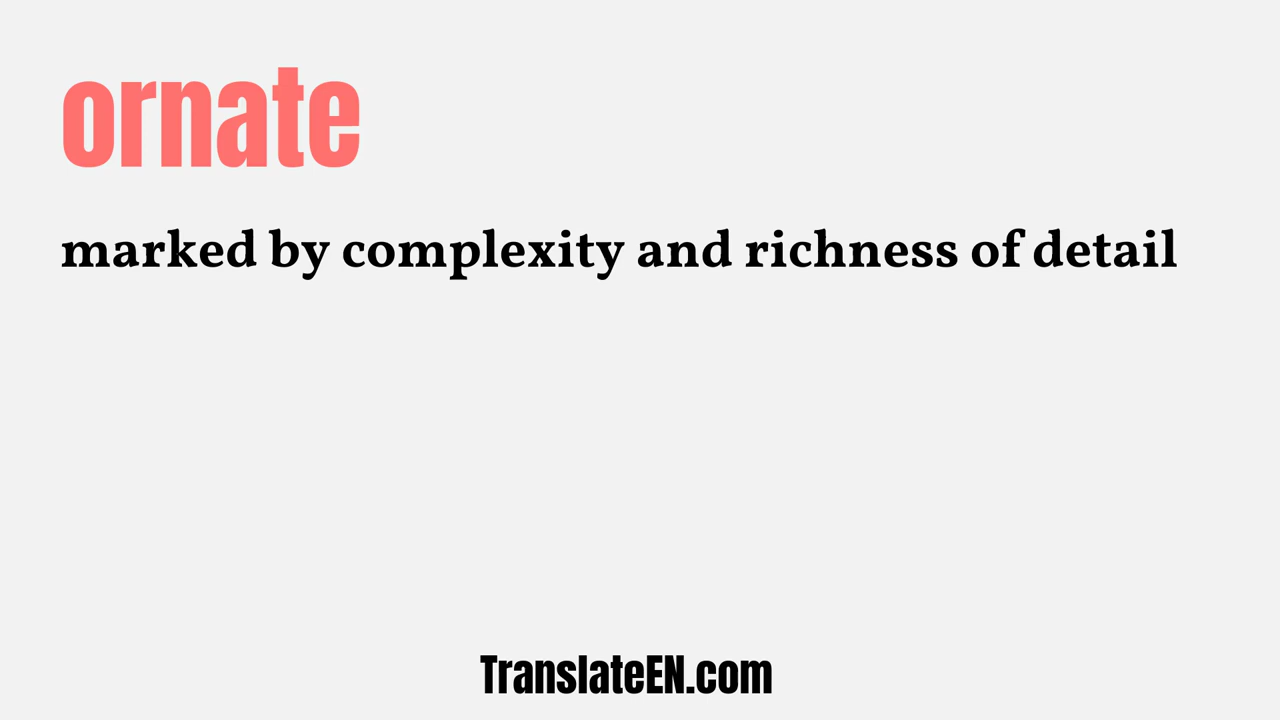 ornate
marked by complexity and richness of detail
TranslateEN.com